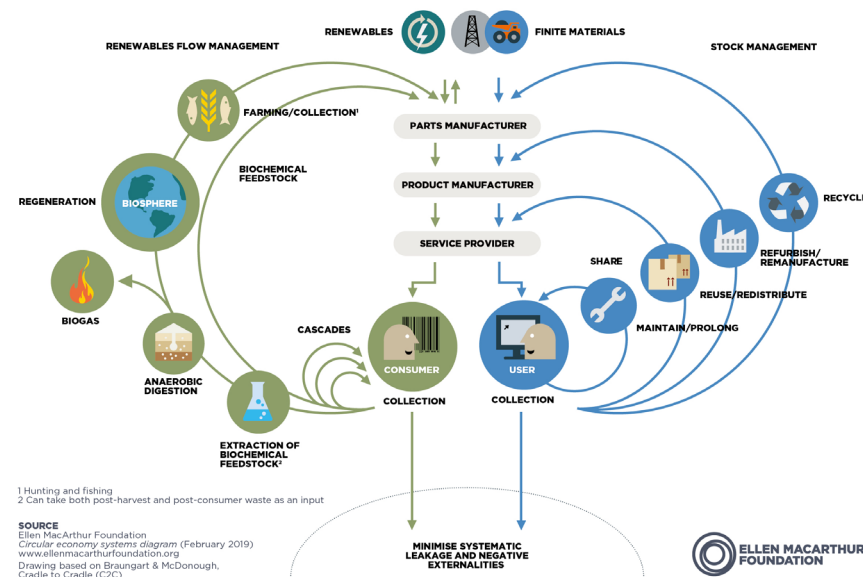 RENEWABLES
FINITE MATERIALS
RENEWABLES FLOW MANAGEMENT
STOCK MANAGEMENT
FARMING/COLLECTION¹
PARTS MANUFACTURER
BIOCHEMICAL
FEEDSTOCK
PRODUCT MANUFACTURER
REGENERATION
BIOSPHERE
RECYCLE
SERVICE PROVIDER
REFURBISH/
REMANUFACTURE
SHARE
REUSE/REDISTRIBUTE
BIOGAS
CASCADES
MAINTAIN/PROLONG
CONSUMER
USER
ANAEROBIC
DIGESTION
COLLECTION
COLLECTION
EXTRACTION OF
BIOCHEMICAL
FEEDSTOCK²
1 Hunting and fishing
2 Can take both post-harvest and post-consumer waste as an input
SOURCE
Ellen MacArthur Foundation
Circular economy systems diagram (February 2019)
www.ellenmacarthurfoundation.org
Drawing based on Braungart & McDonough,
Cradle to Cradle (C2C)
MINIMISE SYSTEMATIC
LEAKAGE AND NEGATIVE
EXTERNALITIES
ELLEN MACARTHUR
FOUNDATION